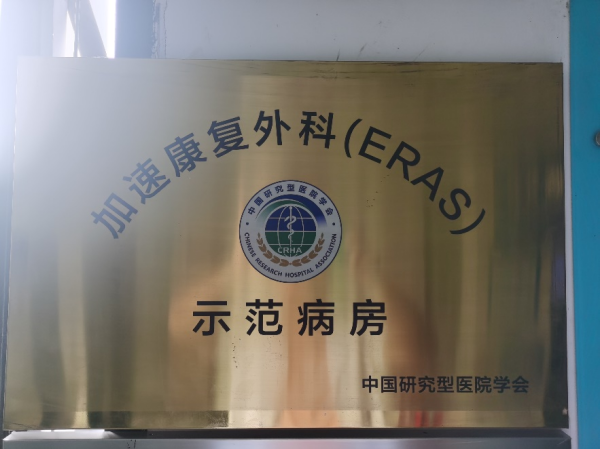 加速康复外科(ERAS)
中国研究型医院学会
CRHA
CHINESE RESEARCH HOSPITAL ASSOCIATION
示范病房
中国研究型医院学会